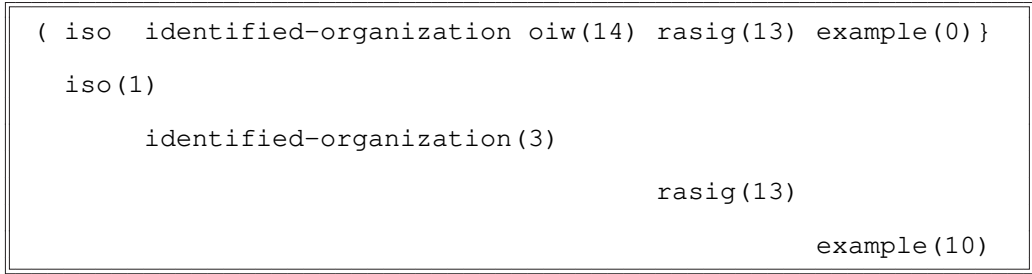 ( iso identified-organization oiw(14) rasig(13) example(0)}
iso(1)
identified-organization(3)
rasig(13)
example(10)